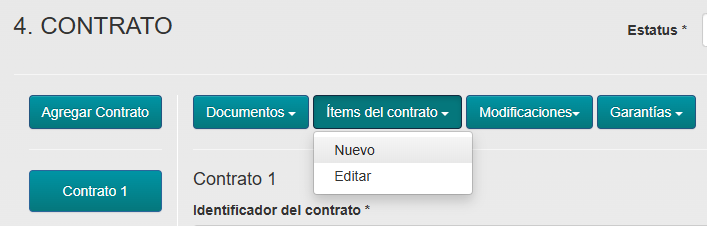 4. CONTRATO
Estatus *
Agregar Contrato
Documentos
Ítems del contrato
Modificaciones
Garantías
Nuevo
Editar
Contrato 1
Contrato 1
Identificador del contrato *